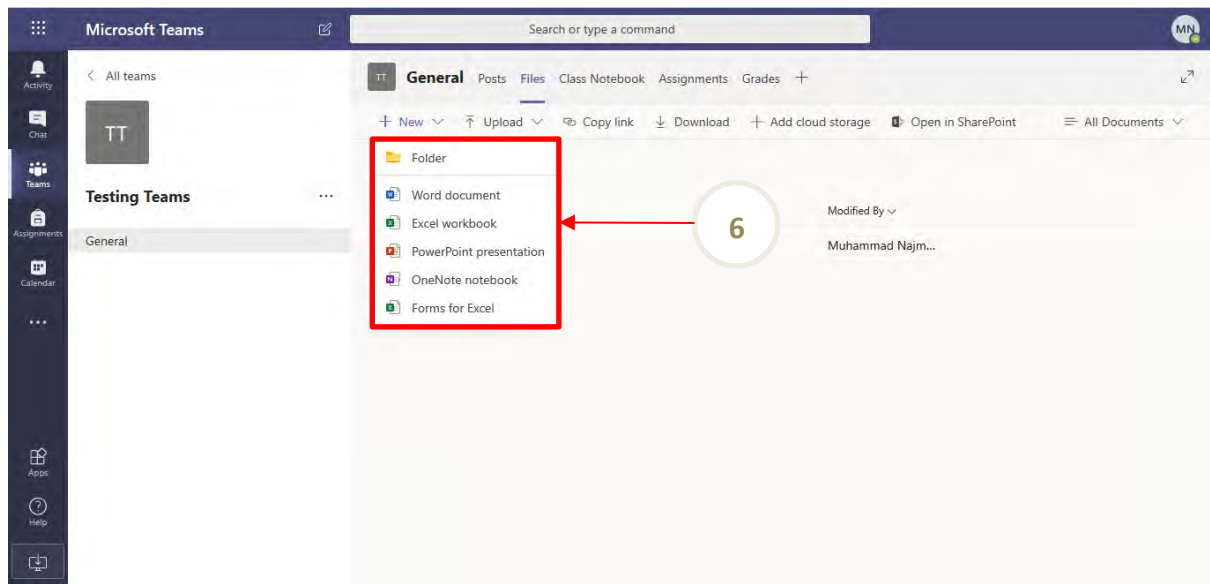 Microsoft Teams
Search or type a command
MN
Activity
Chat
Teams
Assignments
Calendar
Apps
Help
All teams
TT
Testing Teams
General
TT General Posts Files Class Notebook Assignments Grades
New Upload Copy link Download Add cloud storage Open in SharePoint All Documents
Folder
Word document
Excel workbook
PowerPoint presentation
OneNote notebook
Forms for Excel
6
Modified By
Muhammad Najm...